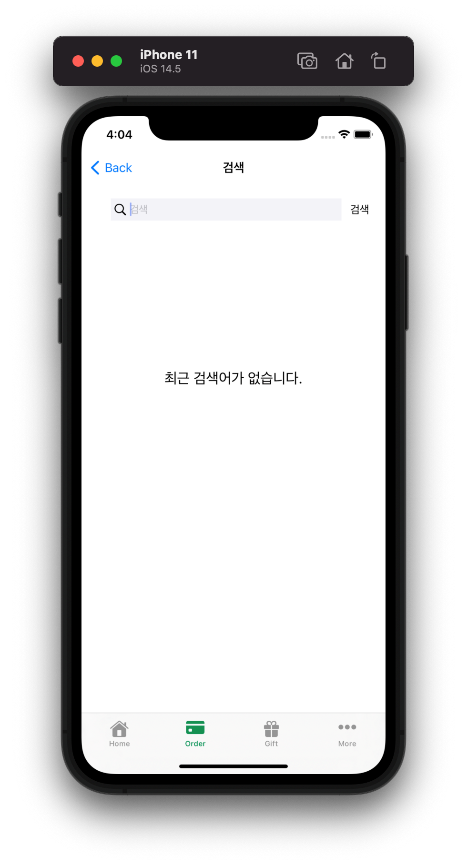 iPhone 11
iOS 14.5
4:04
Back
검색
검색
검색
최근 검색어가 없습니다.
Home
Order
Gift
More